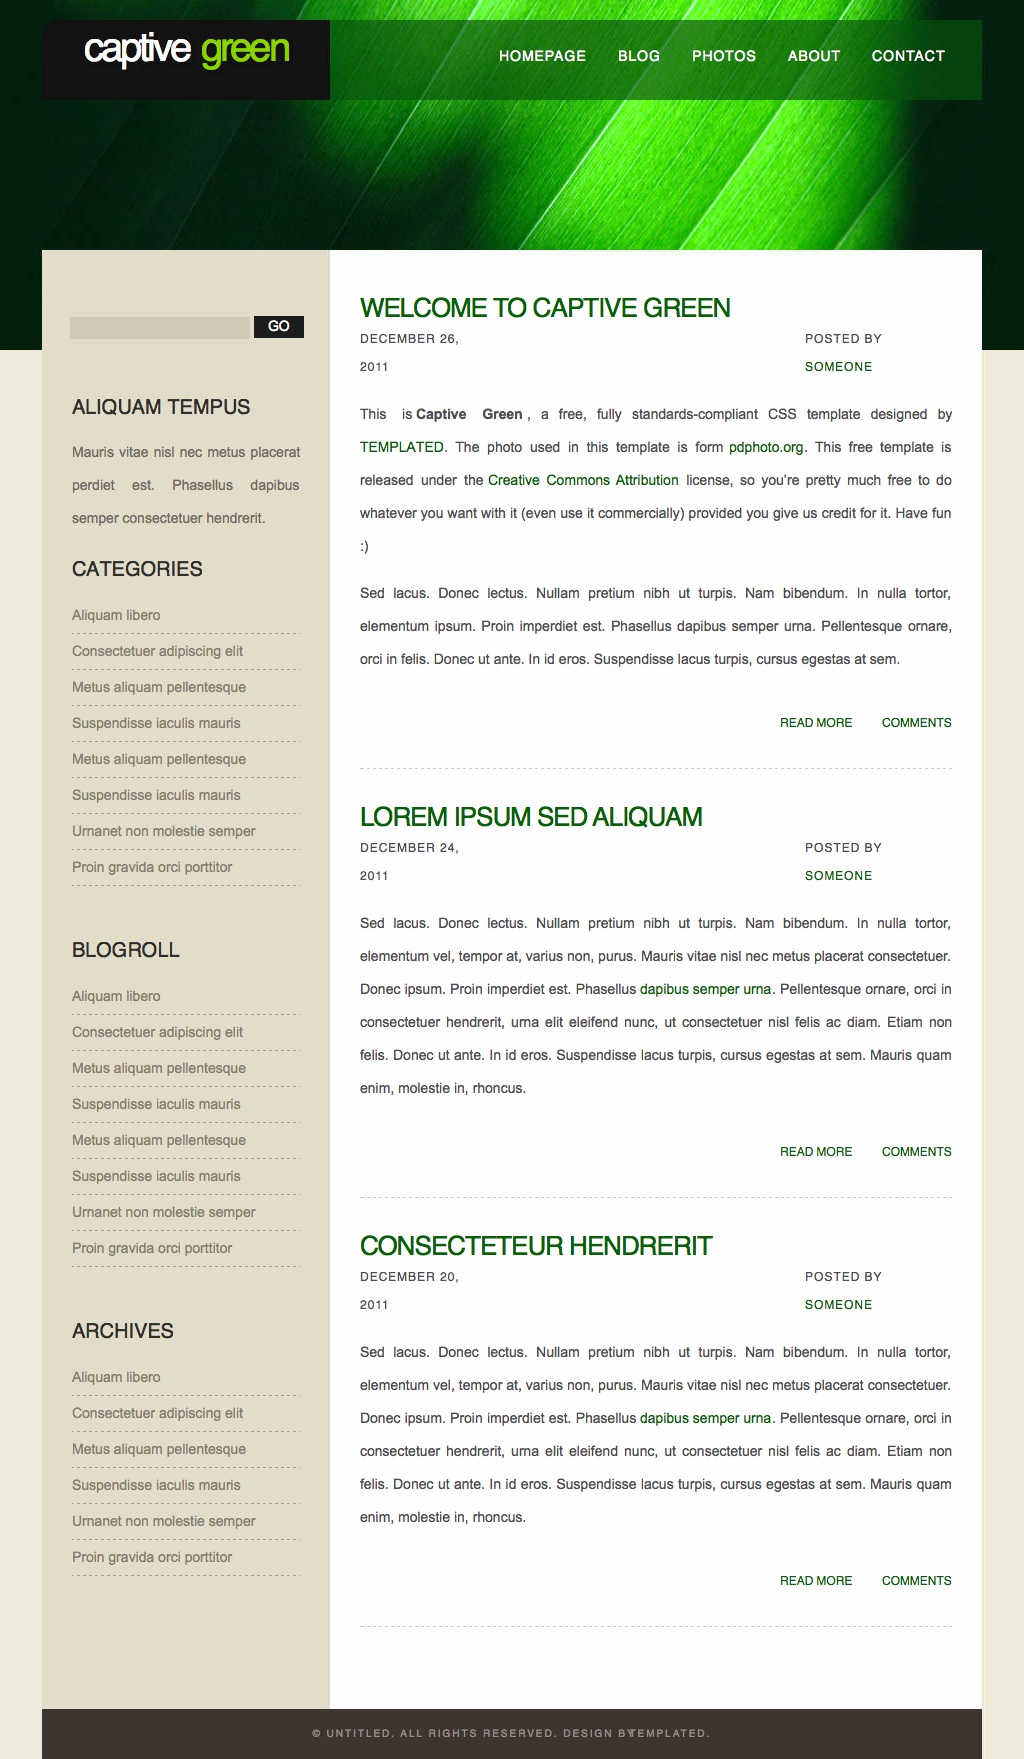 captive green
HOMEPAGE BLOG PHOTOS ABOUT CONTACT
GO
ALIQUAM TEMPUS
Mauris vitae nisl nec metus placerat
perdiet est. Phasellus dapibus
semper consectetuer hendrerit.
CATEGORIES
Aliquam libero
Consectetuer adipiscing elit
Metus aliquam pellentesque
Suspendisse iaculis mauris
Metus aliquam pellentesque
Suspendisse iaculis mauris
Urnanet non molestie semper
Proin gravida orci porttitor
BLOGROLL
Aliquam libero
Consectetuer adipiscing elit
Metus aliquam pellentesque
Suspendisse iaculis mauris
Metus aliquam pellentesque
Suspendisse iaculis mauris
Urnanet non molestie semper
Proin gravida orci porttitor
ARCHIVES
Aliquam libero
Consectetuer adipiscing elit
Metus aliquam pellentesque
Suspendisse iaculis mauris
Urnanet non molestie semper
Proin gravida orci porttitor
WELCOME TO CAPTIVE GREEN
DECEMBER 26, POSTED BY
2011 SOMEONE
This is Captive Green , a free, fully standards-compliant CSS template designed by
TEMPLATED. The photo used in this template is form pdphoto.org. This free template is
released under the Creative Commons Attribution license, so you’re pretty much free to do
whatever you want with it (even use it commercially) provided you give us credit for it. Have fun
:)
Sed lacus. Donec lectus. Nullam pretium nibh ut turpis. Nam bibendum. In nulla tortor,
elementum ipsum. Proin imperdiet est. Phasellus dapibus semper urna. Pellentesque ornare,
orci in felis. Donec ut ante. In id eros. Suspendisse lacus turpis, cursus egestas at sem.
READ MORE COMMENTS
LOREM IPSUM SED ALIQUAM
DECEMBER 24, POSTED BY
2011 SOMEONE
Sed lacus. Donec lectus. Nullam pretium nibh ut turpis. Nam bibendum. In nulla tortor,
elementum vel, tempor at, varius non, purus. Mauris vitae nisl nec metus placerat consectetuer.
Donec ipsum. Proin imperdiet est. Phasellus dapibus semper urna. Pellentesque ornare, orci in
consectetuer hendrerit, urna elit eleifend nunc, ut consectetuer nisl felis ac diam. Etiam non
felis. Donec ut ante. In id eros. Suspendisse lacus turpis, cursus egestas at sem. Mauris quam
enim, molestie in, rhoncus.
READ MORE COMMENTS
CONSECTETEUR HENDRERIT
DECEMBER 20, POSTED BY
2011 SOMEONE
Sed lacus. Donec lectus. Nullam pretium nibh ut turpis. Nam bibendum. In nulla tortor,
elementum vel, tempor at, varius non, purus. Mauris vitae nisl nec metus placerat consectetuer.
Donec ipsum. Proin imperdiet est. Phasellus dapibus semper urna. Pellentesque ornare, orci in
consectetuer hendrerit, urna elit eleifend nunc, ut consectetuer nisl felis ac diam. Etiam non
felis. Donec ut ante. In id eros. Suspendisse lacus turpis, cursus egestas at sem. Mauris quam
enim, molestie in, rhoncus.
READ MORE COMMENTS
© UNTITLED. ALL RIGHTS RESERVED. DESIGN BY TEMPLATED.